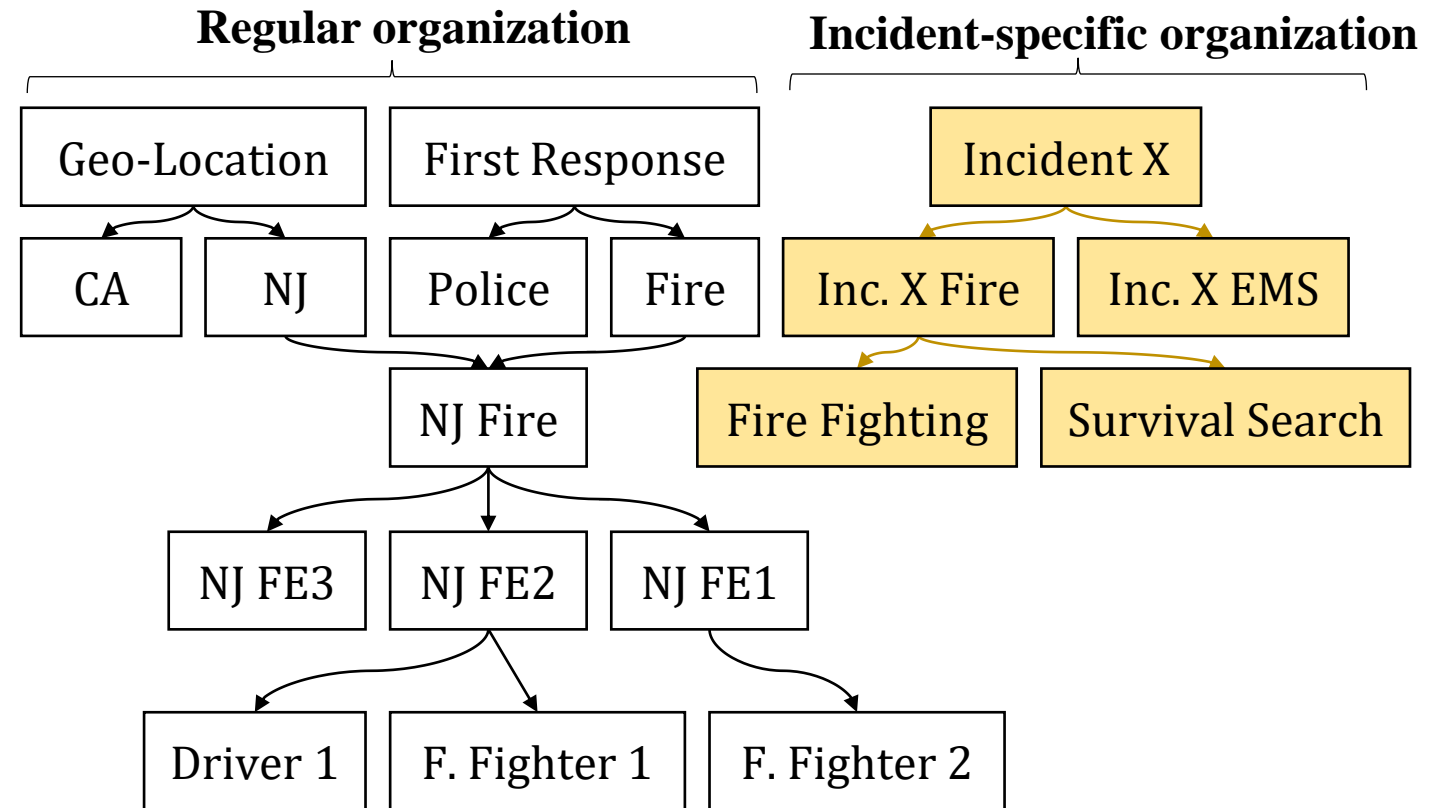 Regular organization
Incident-specific organization
Geo-Location
First Response
Incident X
CA
NJ
Police
Fire
Inc. X Fire
Inc. X EMS
NJ Fire
Fire Fighting
Survival Search
NJ FE3
NJ FE2
NJ FE1
Driver 1
F. Fighter 1
F. Fighter 2